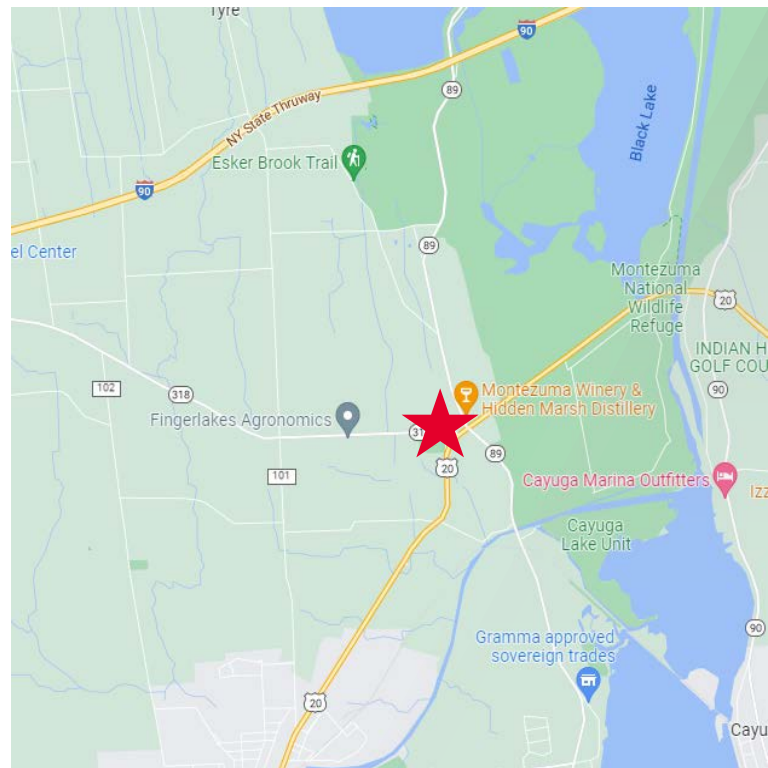 Tyre
90
NY State Thruway
89
Black Lake
Esker Brook Trail
90
89
el Center
Montezuma
National
Wildlife
Refuge
20
INDIAN H
GOLF COU
102
318
90
Montezuma Winery &
Hidden Marsh Distillery
Fingerlakes Agronomics
31
89
20
101
Cayuga Marina Outfitters
Izz
Cayuga
Lake Unit
Gramma approved
sovereign trades
90
20
Cayu